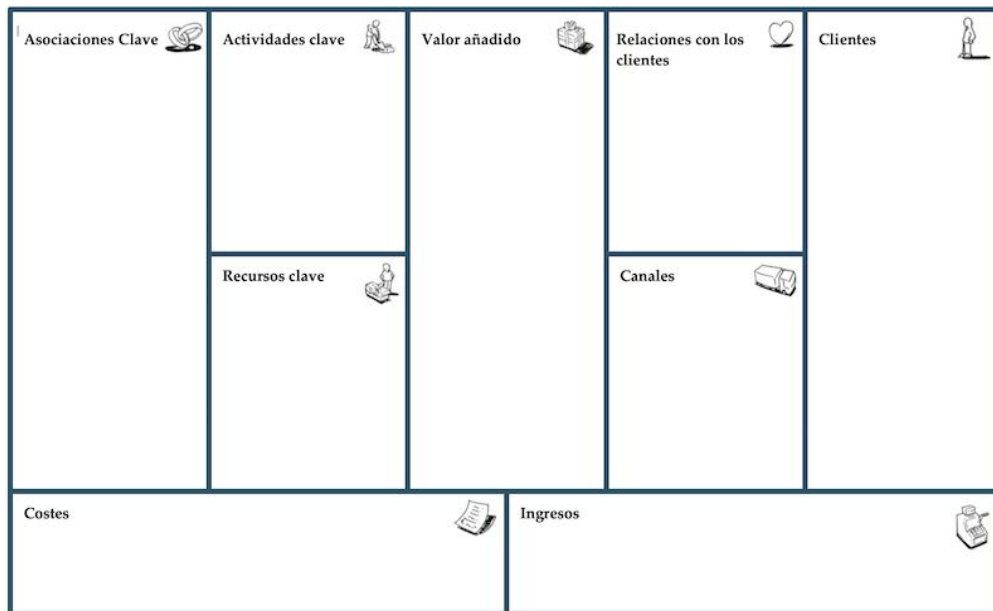 Asociaciones Clave
Actividades clave
Valor añadido
Relaciones con los
clientes
Clientes
Recursos clave
Canales
Costes
Ingresos